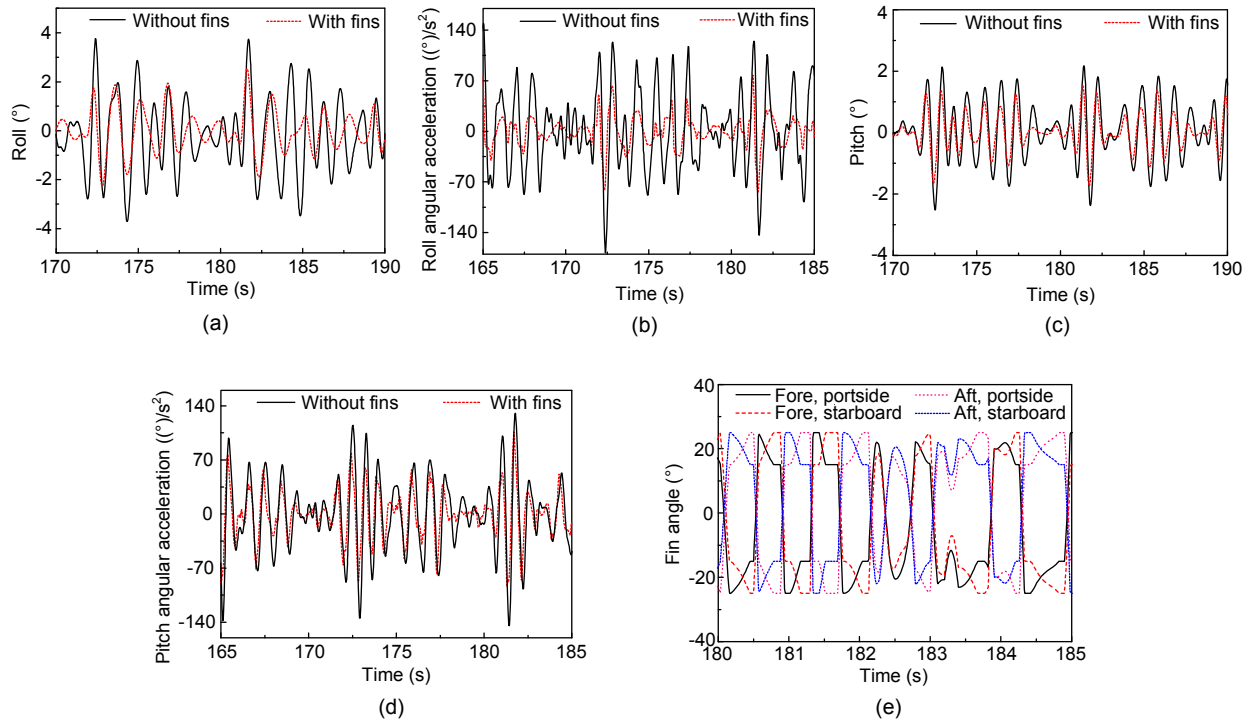 Without fins With fins
4
2
0
-2
-4
Roll (°)
170 175 180 185 190
Time (s)
(a)
Without fins With fins
140
70
0
-70
-140
Roll angular acceleration ((°)/s²)
165 170 175 180 185
Time (s)
(b)
Without fins With fins
4
2
0
-2
-4
Pitch (°)
170 175 180 185 190
Time (s)
(c)
Without fins With fins
140
70
0
-70
-140
Pitch angular acceleration ((°)/s²)
165 170 175 180 185
Time (s)
(d)
Fore, portside Aft, portside
Fore, starboard Aft, starboard
40
20
0
-20
-40
Fin angle (°)
180 181 182 183 184 185
Time (s)
(e)